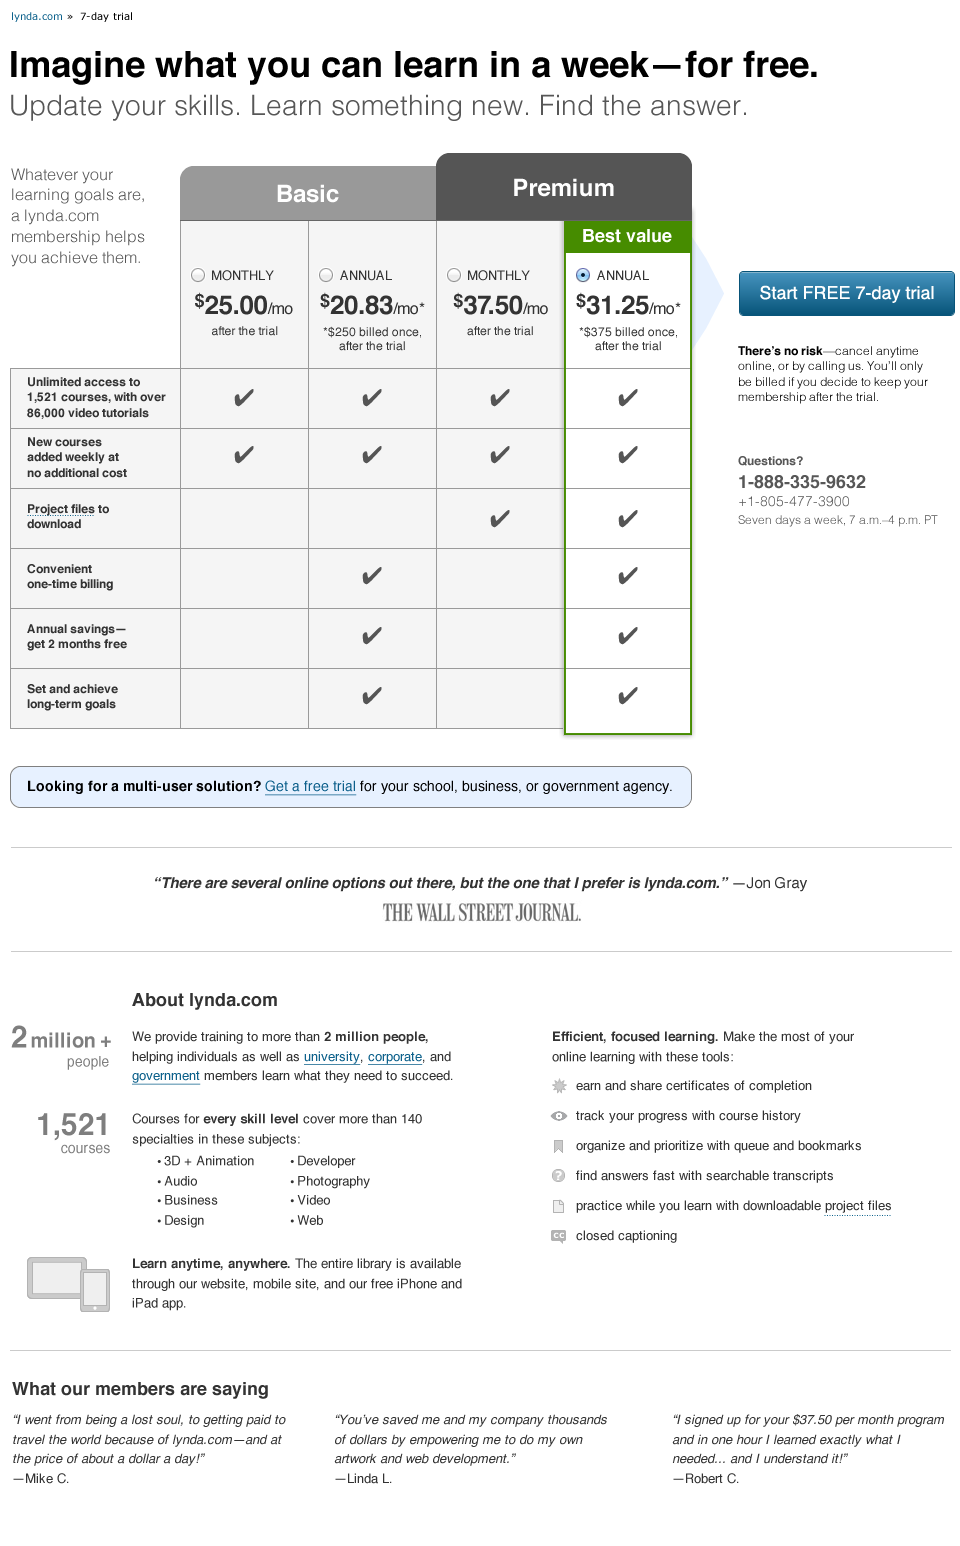 lynda.com » 7-day trial
Imagine what you can learn in a week—for free.
Update your skills. Learn something new. Find the answer.
Whatever your
learning goals are,
a lynda.com
membership helps
you achieve them.
Basic
Premium
Best value
MONTHLY
$25.00/mo
after the trial
ANNUAL
$20.83/mo*
*$250 billed once,
after the trial
MONTHLY
$37.50/mo
after the trial
ANNUAL
$31.25/mo*
*$375 billed once,
after the trial
Start FREE 7-day trial
There's no risk—cancel anytime
online, or by calling us. You'll only
be billed if you decide to keep your
membership after the trial.
Questions?
1-888-335-9632
+1-805-477-3900
Seven days a week, 7 a.m.–4 p.m. PT
Unlimited access to
1,521 courses, with over
86,000 video tutorials
✔ ✔ ✔ ✔
New courses
added weekly at
no additional cost
✔ ✔ ✔ ✔
Project files to
download
✔ ✔
Convenient
one-time billing
✔ ✔
Annual savings—
get 2 months free
✔ ✔
Set and achieve
long-term goals
✔ ✔
Looking for a multi-user solution? Get a free trial for your school, business, or government agency.
“There are several online options out there, but the one that I prefer is lynda.com.” —Jon Gray
THE WALL STREET JOURNAL.
About lynda.com
2 million +
people
We provide training to more than 2 million people,
helping individuals as well as university, corporate, and
government members learn what they need to succeed.
1,521
courses
Courses for every skill level cover more than 140
specialties in these subjects:
• 3D + Animation
• Audio
• Business
• Design
• Developer
• Photography
• Video
• Web
Learn anytime, anywhere. The entire library is available
through our website, mobile site, and our free iPhone and
iPad app.
Efficient, focused learning. Make the most of your
online learning with these tools:
earn and share certificates of completion
track your progress with course history
organize and prioritize with queue and bookmarks
? find answers fast with searchable transcripts
practice while you learn with downloadable project files
CC closed captioning
What our members are saying
“I went from being a lost soul, to getting paid to
travel the world because of lynda.com—and at
the price of about a dollar a day!”
—Mike C.
“You've saved me and my company thousands
of dollars by empowering me to do my own
artwork and web development.”
—Linda L.
“I signed up for your $37.50 per month program
and in one hour I learned exactly what I
needed... and I understand it!”
—Robert C.